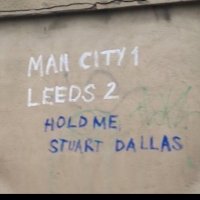 MAN CITY 1
LEEDS 2
HOLD ME,
STUART DALLAS